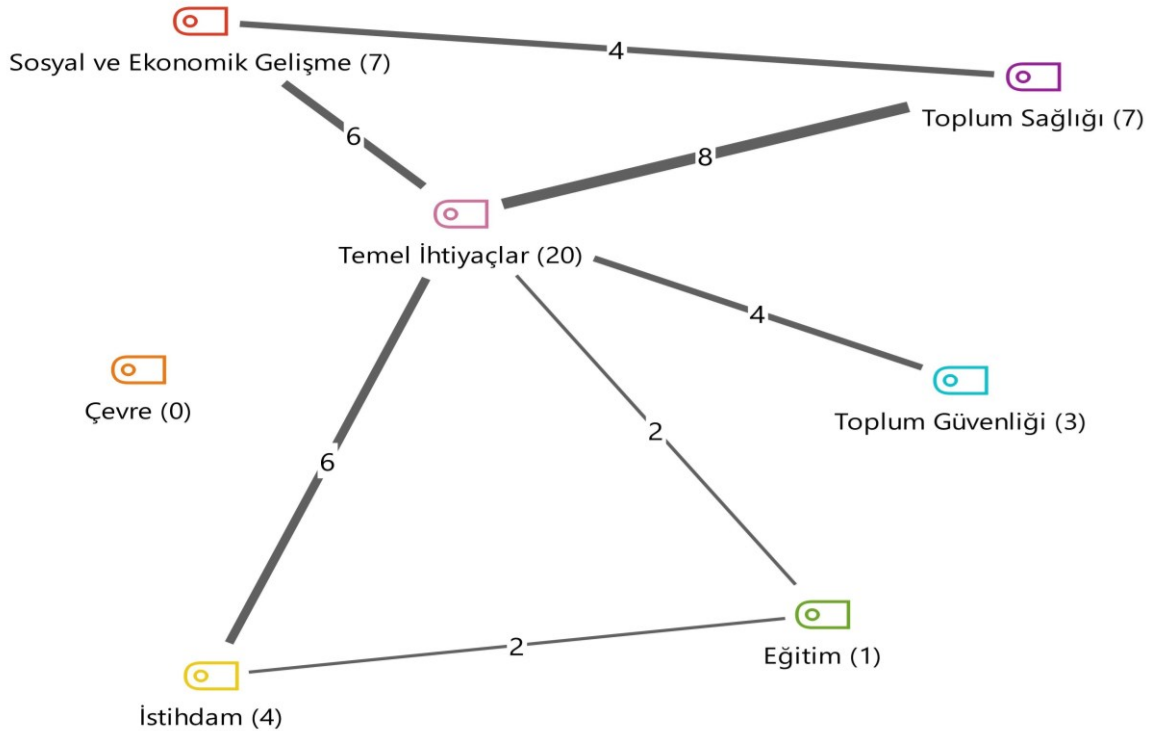 4
Sosyal ve Ekonomik Gelişme (7)
Toplum Sağlığı (7)
6
8
Temel İhtiyaçlar (20)
4
Çevre (0)
Toplum Güvenliği (3)
2
6
2
Eğitim (1)
İstihdam (4)